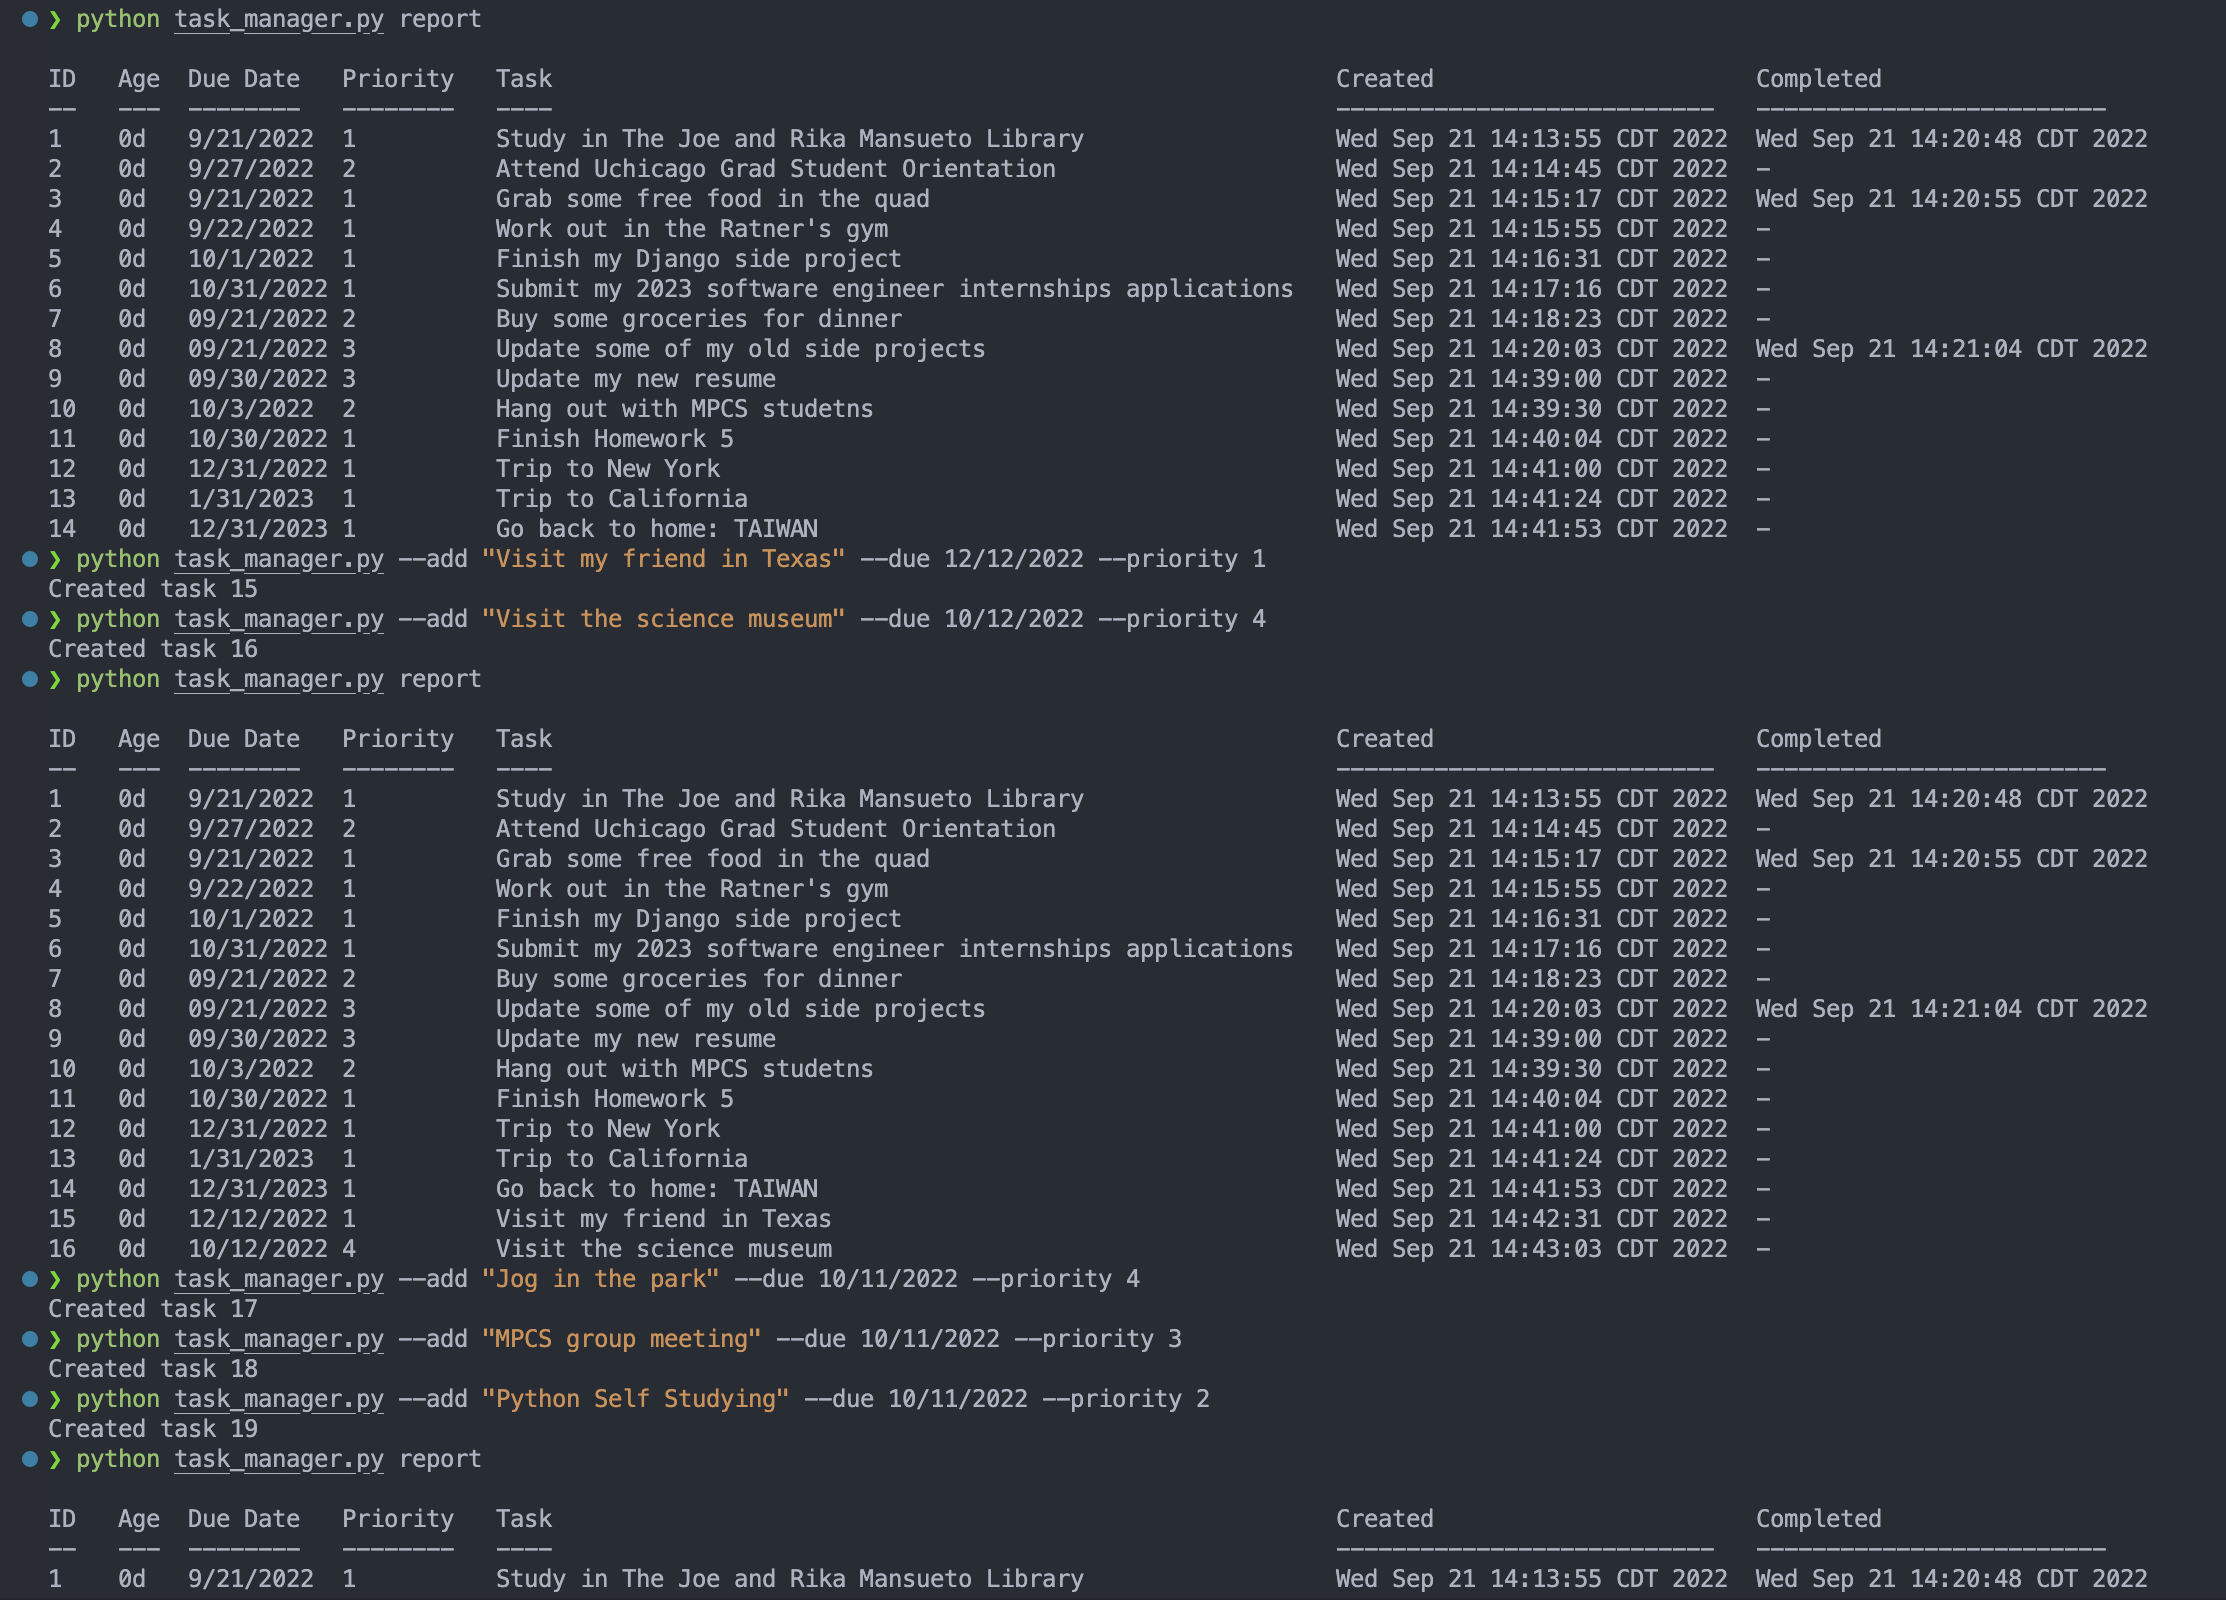 ❯ python task_manager.py report
ID   Age  Due Date   Priority   Task                                                        Created                       Completed
--   ---  --------   --------   ----                                                        ---------------------------   -------------------------
1    0d   9/21/2022  1          Study in The Joe and Rika Mansueto Library                  Wed Sep 21 14:13:55 CDT 2022  Wed Sep 21 14:20:48 CDT 2022
2    0d   9/27/2022  2          Attend Uchicago Grad Student Orientation                    Wed Sep 21 14:14:45 CDT 2022  -
3    0d   9/21/2022  1          Grab some free food in the quad                             Wed Sep 21 14:15:17 CDT 2022  Wed Sep 21 14:20:55 CDT 2022
4    0d   9/22/2022  1          Work out in the Ratner's gym                                Wed Sep 21 14:15:55 CDT 2022  -
5    0d   10/1/2022  1          Finish my Django side project                               Wed Sep 21 14:16:31 CDT 2022  -
6    0d   10/31/2022 1          Submit my 2023 software engineer internships applications   Wed Sep 21 14:17:16 CDT 2022  -
7    0d   09/21/2022 2          Buy some groceries for dinner                               Wed Sep 21 14:18:23 CDT 2022  -
8    0d   09/21/2022 3          Update some of my old side projects                         Wed Sep 21 14:20:03 CDT 2022  Wed Sep 21 14:21:04 CDT 2022
9    0d   09/30/2022 3          Update my new resume                                        Wed Sep 21 14:39:00 CDT 2022  -
10   0d   10/3/2022  2          Hang out with MPCS studetns                                 Wed Sep 21 14:39:30 CDT 2022  -
11   0d   10/30/2022 1          Finish Homework 5                                           Wed Sep 21 14:40:04 CDT 2022  -
12   0d   12/31/2022 1          Trip to New York                                            Wed Sep 21 14:41:00 CDT 2022  -
13   0d   1/31/2023  1          Trip to California                                          Wed Sep 21 14:41:24 CDT 2022  -
14   0d   12/31/2023 1          Go back to home: TAIWAN                                     Wed Sep 21 14:41:53 CDT 2022  -
❯ python task_manager.py --add "Visit my friend in Texas" --due 12/12/2022 --priority 1
Created task 15
❯ python task_manager.py --add "Visit the science museum" --due 10/12/2022 --priority 4
Created task 16
❯ python task_manager.py report
ID   Age  Due Date   Priority   Task                                                        Created                       Completed
--   ---  --------   --------   ----                                                        ---------------------------   -------------------------
1    0d   9/21/2022  1          Study in The Joe and Rika Mansueto Library                  Wed Sep 21 14:13:55 CDT 2022  Wed Sep 21 14:20:48 CDT 2022
2    0d   9/27/2022  2          Attend Uchicago Grad Student Orientation                    Wed Sep 21 14:14:45 CDT 2022  -
3    0d   9/21/2022  1          Grab some free food in the quad                             Wed Sep 21 14:15:17 CDT 2022  Wed Sep 21 14:20:55 CDT 2022
4    0d   9/22/2022  1          Work out in the Ratner's gym                                Wed Sep 21 14:15:55 CDT 2022  -
5    0d   10/1/2022  1          Finish my Django side project                               Wed Sep 21 14:16:31 CDT 2022  -
6    0d   10/31/2022 1          Submit my 2023 software engineer internships applications   Wed Sep 21 14:17:16 CDT 2022  -
7    0d   09/21/2022 2          Buy some groceries for dinner                               Wed Sep 21 14:18:23 CDT 2022  -
8    0d   09/21/2022 3          Update some of my old side projects                         Wed Sep 21 14:20:03 CDT 2022  Wed Sep 21 14:21:04 CDT 2022
9    0d   09/30/2022 3          Update my new resume                                        Wed Sep 21 14:39:00 CDT 2022  -
10   0d   10/3/2022  2          Hang out with MPCS studetns                                 Wed Sep 21 14:39:30 CDT 2022  -
11   0d   10/30/2022 1          Finish Homework 5                                           Wed Sep 21 14:40:04 CDT 2022  -
12   0d   12/31/2022 1          Trip to New York                                            Wed Sep 21 14:41:00 CDT 2022  -
13   0d   1/31/2023  1          Trip to California                                          Wed Sep 21 14:41:24 CDT 2022  -
14   0d   12/31/2023 1          Go back to home: TAIWAN                                     Wed Sep 21 14:41:53 CDT 2022  -
15   0d   12/12/2022 1          Visit my friend in Texas                                    Wed Sep 21 14:42:31 CDT 2022  -
16   0d   10/12/2022 4          Visit the science museum                                    Wed Sep 21 14:43:03 CDT 2022  -
❯ python task_manager.py --add "Jog in the park" --due 10/11/2022 --priority 4
Created task 17
❯ python task_manager.py --add "MPCS group meeting" --due 10/11/2022 --priority 3
Created task 18
❯ python task_manager.py --add "Python Self Studying" --due 10/11/2022 --priority 2
Created task 19
❯ python task_manager.py report
ID   Age  Due Date   Priority   Task                                                        Created                       Completed
--   ---  --------   --------   ----                                                        ---------------------------   -------------------------
1    0d   9/21/2022  1          Study in The Joe and Rika Mansueto Library                  Wed Sep 21 14:13:55 CDT 2022  Wed Sep 21 14:20:48 CDT 2022